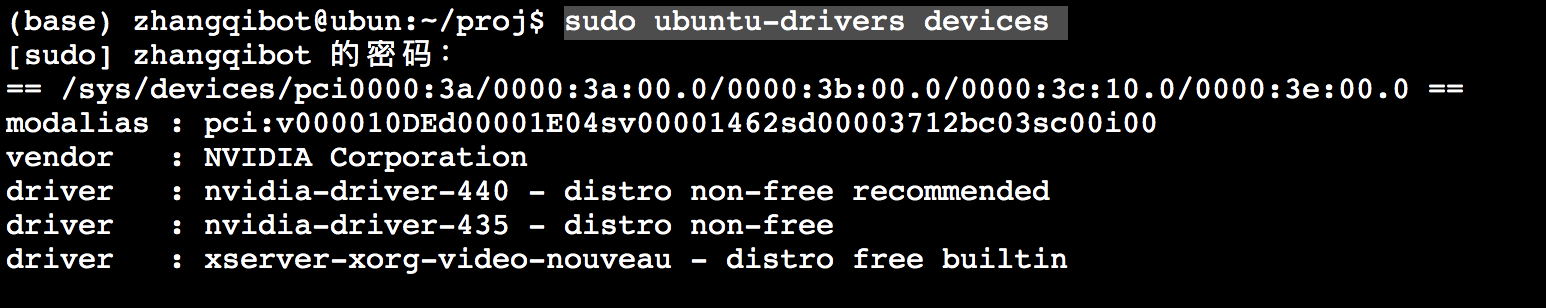 (base) zhangqibot@ubun:~/proj$ sudo ubuntu-drivers devices
[sudo] zhangqibot 的密码：
== /sys/devices/pci0000:3a/0000:3a:00.0/0000:3b:00.0/0000:3c:10.0/0000:3e:00.0 ==
modalias : pci:v000010DEd00001E04sv00001462sd00003712bc03sc00i00
vendor   : NVIDIA Corporation
driver   : nvidia-driver-440 - distro non-free recommended
driver   : nvidia-driver-435 - distro non-free
driver   : xserver-xorg-video-nouveau - distro free builtin